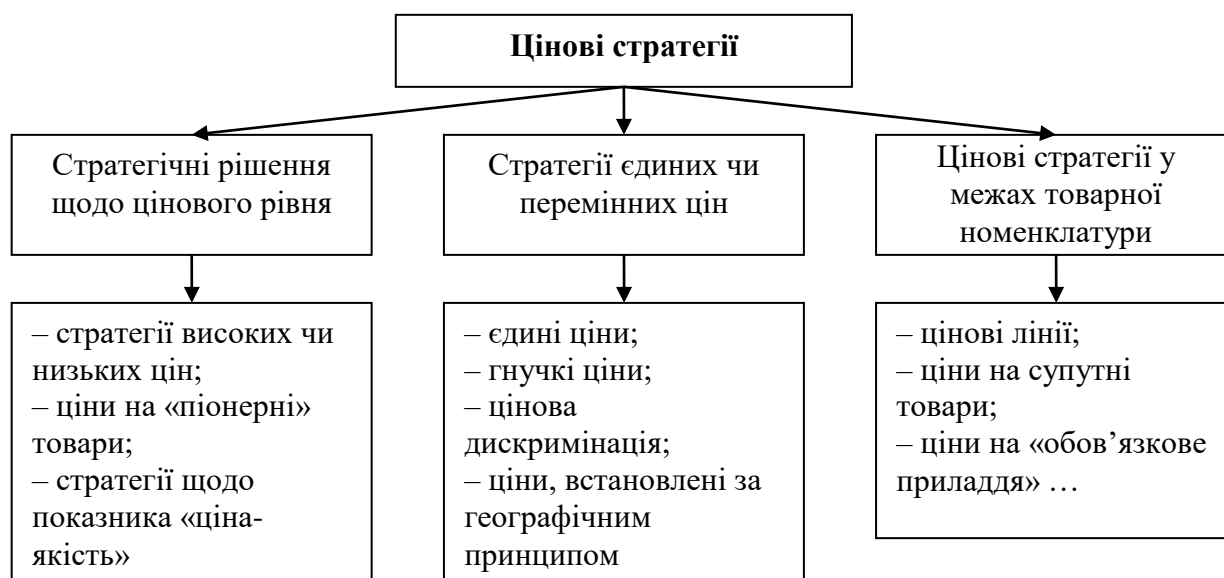 Цінові стратегії
Стратегічні рішення
щодо цінового рівня
Стратегії єдиних чи
перемінних цін
Цінові стратегії у
межах товарної
номенклатури
– стратегії високих чи
низьких цін;
– ціни на «піонерні»
товари;
– стратегії щодо
показника «ціна-
якість»
– єдині ціни;
– гнучкі ціни;
– цінова
дискримінація;
– ціни, встановлені за
географічним
принципом
– цінові лінії;
– ціни на супутні
товари;
– ціни на «обов’язкове
приладдя» …